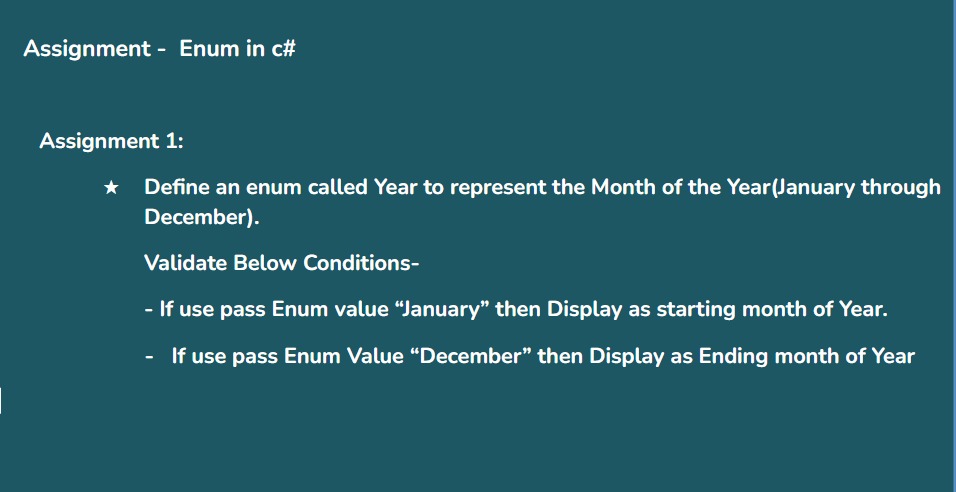 Assignment -  Enum in c#
Assignment 1:
★ Define an enum called Year to represent the Month of the Year(January through
December).
Validate Below Conditions-
- If use pass Enum value “January” then Display as starting month of Year.
-  If use pass Enum Value “December” then Display as Ending month of Year